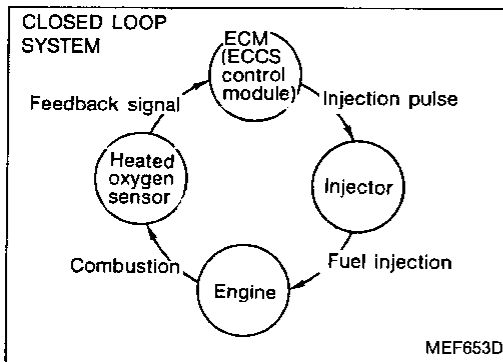 CLOSED LOOP
SYSTEM
ECM
(ECCS
control
module)
Feedback signal
Injection pulse
Heated
oxygen
sensor
Injector
Combustion
Fuel injection
Engine
MEF653D